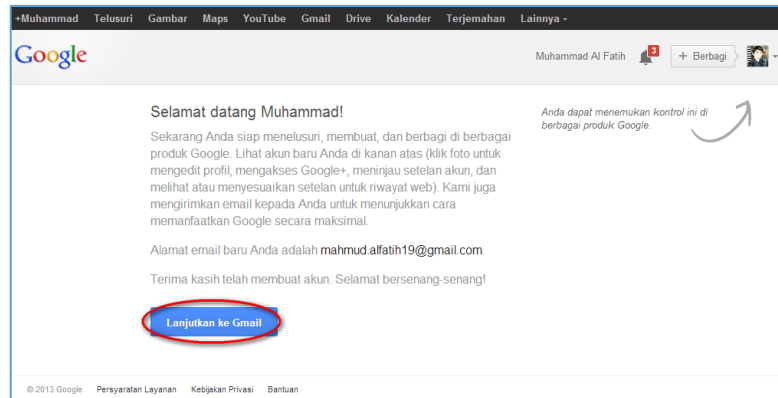 +Muhammad Telusuri Gambar Maps YouTube Gmail Drive Kalender Terjemahan Lainnya
Google
Muhammad Al Fatih 3 + Berbagi
Selamat datang Muhammad!
Anda dapat menemukan kontrol ini di
berbagai produk Google.
Sekarang Anda siap menelusuri, membuat, dan berbagi di berbagai
produk Google. Lihat akun baru Anda di kanan atas (klik foto untuk
mengedit profil, mengakses Google+, meninjau setelan akun, dan
melihat atau menyesuaikan setelan untuk riwayat web). Kami juga
mengirimkan email kepada Anda untuk menunjukkan cara
memanfaatkan Google secara maksimal.
Alamat email baru Anda adalah mahmud.alfatih19@gmail.com.
Terima kasih telah membuat akun. Selamat bersenang-senang!
Lanjutkan ke Gmail
© 2013 Google Persyaratan Layanan Kebijakan Privasi Bantuan